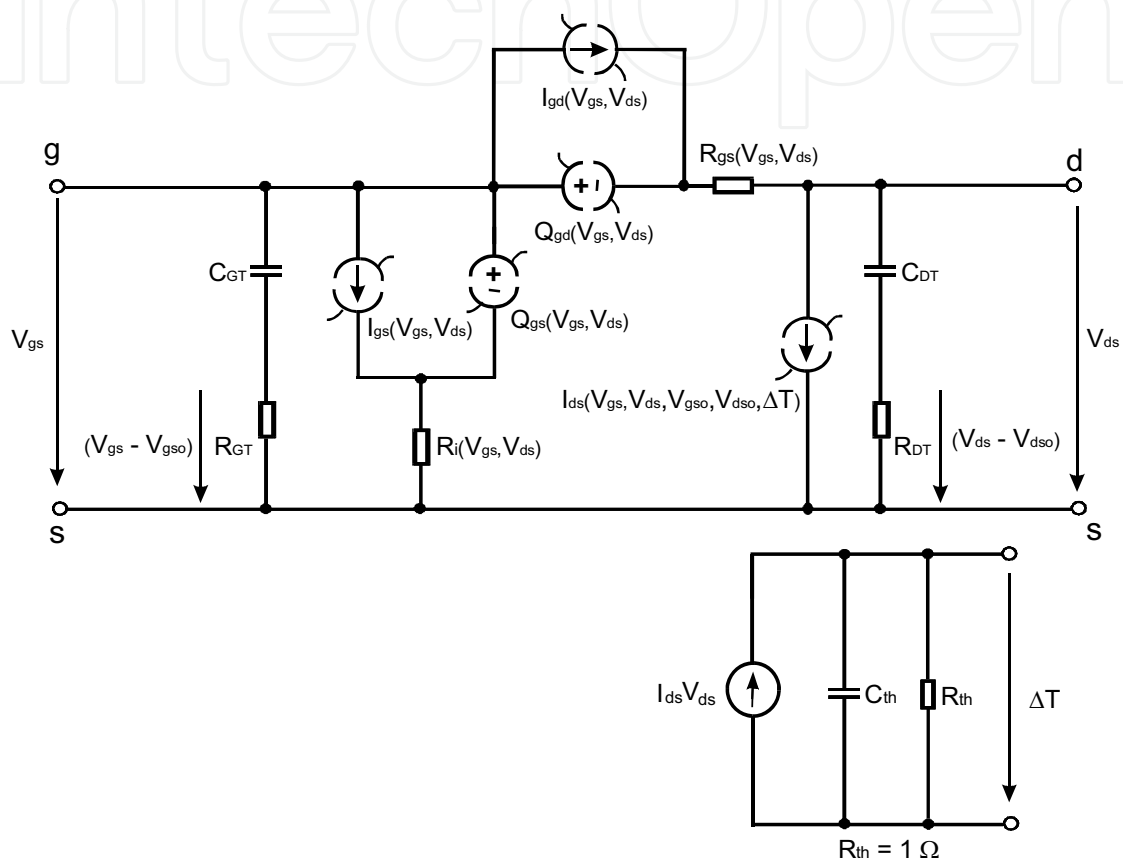 IntechOpen
Igd(Vgs,Vds)
g
Rgs(Vgs,Vds)
d
+ -
Qgd(Vgs,Vds)
CGT
+
-
CDT
Vgs
Igs(Vgs,Vds)
Qgs(Vgs,Vds)
Vds
Ids(Vgs,Vds,Vgso,Vdso,ΔT)
(Vgs - Vgso)
RGT
Ri(Vgs,Vds)
RDT
(Vds - Vdso)
s
s
IdsVds
Cth
Rth
ΔT
Rth = 1 Ω